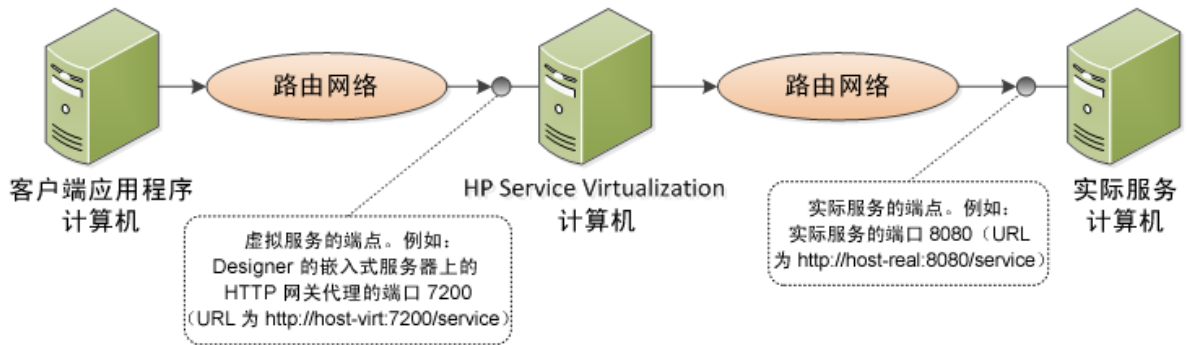 路由网络
路由网络
客户端应用程序
计算机
HP Service Virtualization
计算机
实际服务
计算机
虚拟服务的端点。例如：
Designer 的嵌入式服务器上的
HTTP 网关代理的端口 7200
（URL 为 http://host-virt:7200/service）
实际服务的端点。例如：
实际服务的端口 8080（URL
为 http://host-real:8080/service）